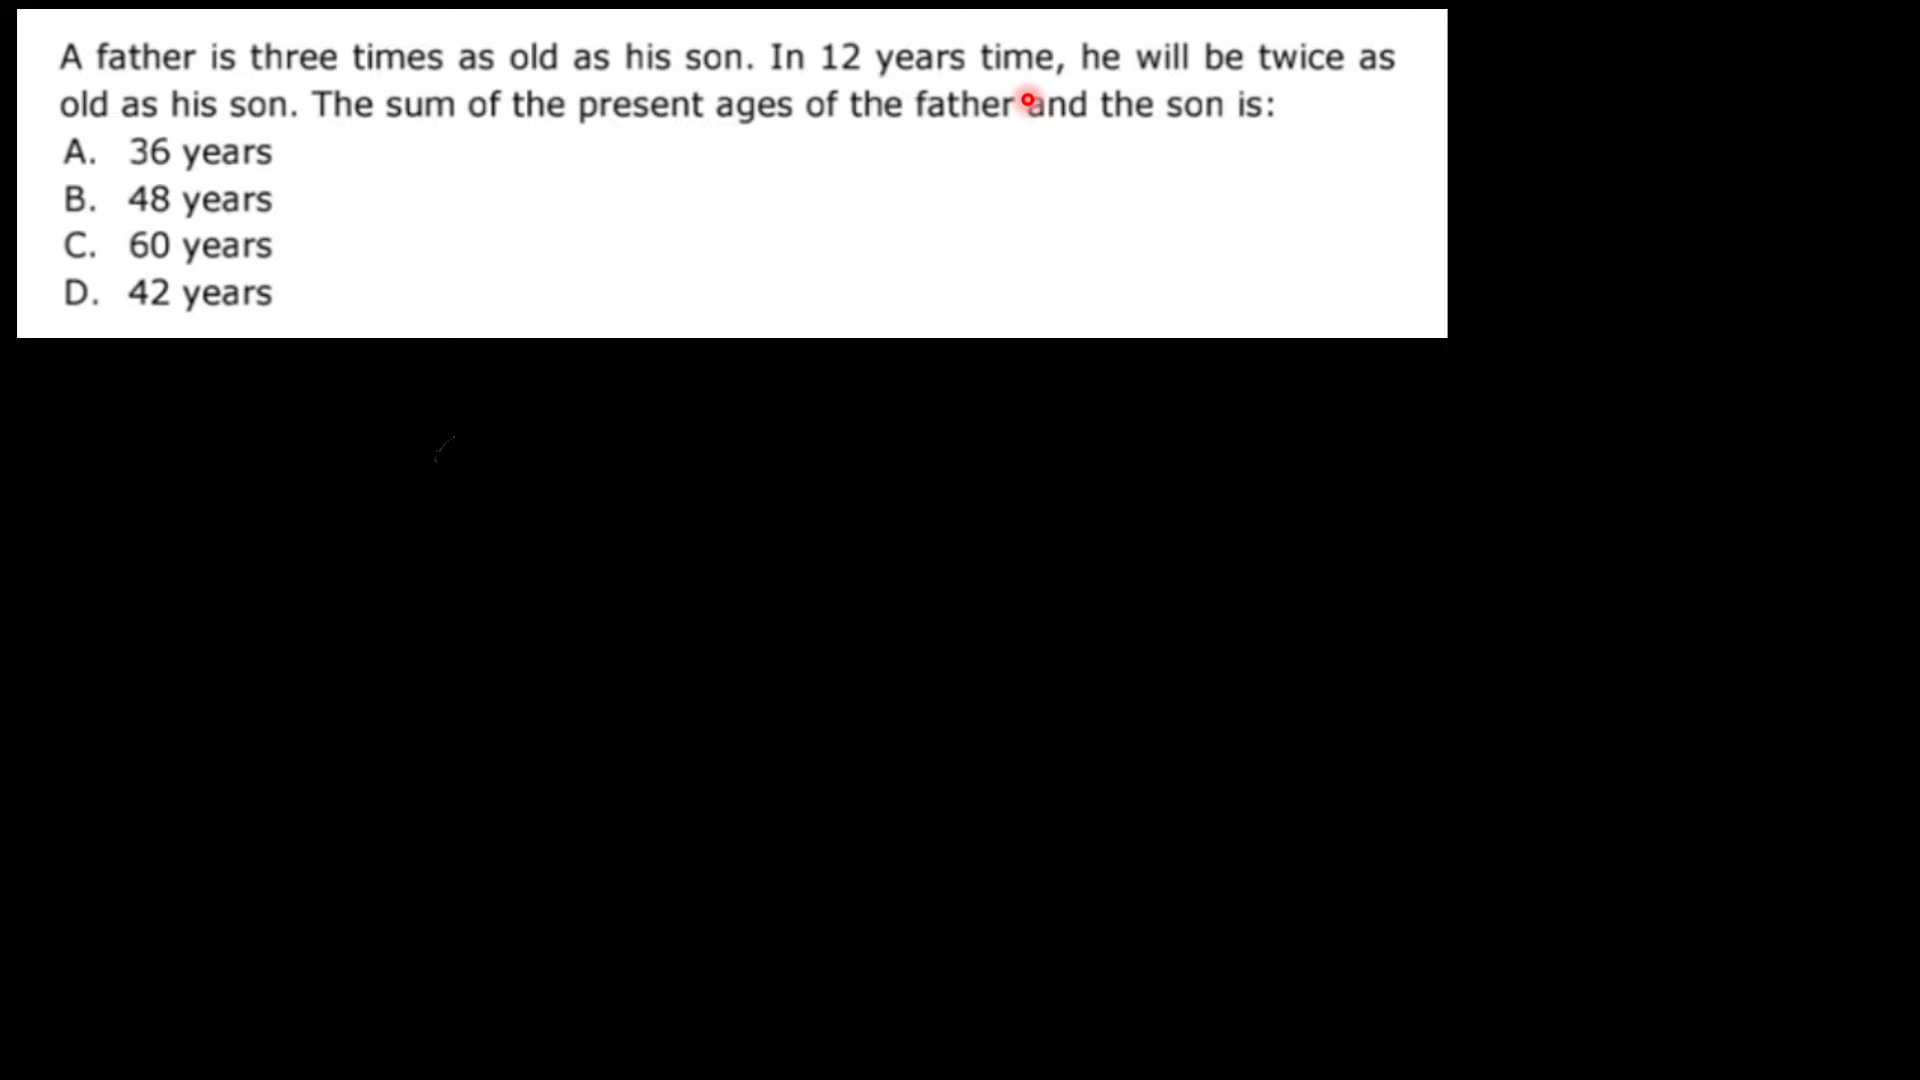 A father is three times as old as his son. In 12 years time, he will be twice as
old as his son. The sum of the present ages of the father and the son is:
A. 36 years
B. 48 years
C. 60 years
D. 42 years